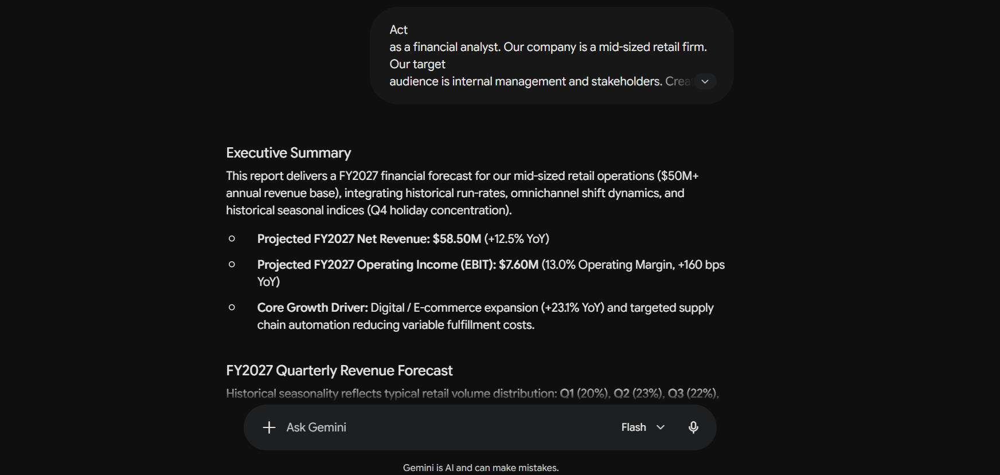 Act
as a financial analyst. Our company is a mid-sized retail firm.
Our target
audience is internal management and stakeholders. Crea
Executive Summary
This report delivers a FY2027 financial forecast for our mid-sized retail operations ($50M+
annual revenue base), integrating historical run-rates, omnichannel shift dynamics, and
historical seasonal indices (Q4 holiday concentration).
Projected FY2027 Net Revenue: $58.50M (+12.5% YoY)
Projected FY2027 Operating Income (EBIT): $7.60M (13.0% Operating Margin, +160 bps
YoY)
Core Growth Driver: Digital / E-commerce expansion (+23.1% YoY) and targeted supply
chain automation reducing variable fulfillment costs.
FY2027 Quarterly Revenue Forecast
Historical seasonality reflects typical retail volume distribution: Q1 (20%), Q2 (23%), Q3 (22%),
Ask Gemini
Flash
Gemini is AI and can make mistakes.